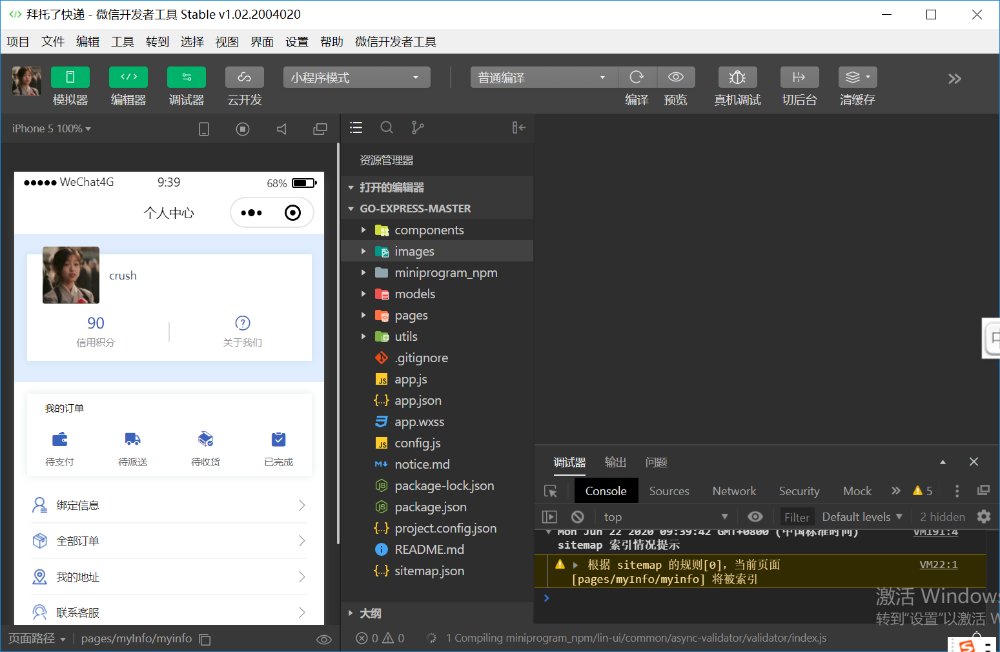 拜托了快递 - 微信开发者工具 Stable v1.02.2004020
项目 文件 编辑 工具 转到 选择 视图 界面 设置 帮助 微信开发者工具
小程序模式 普通编译
模拟器 编辑器 调试器 云开发 编译 预览 真机调试 切后台 清缓存
iPhone 5 100%
WeChat4G 9:39 68%
个人中心
crush
90
信用积分 关于我们
我的订单
待支付 待派送 待收货 已完成
绑定信息
全部订单
我的地址
联系客服
页面路径 pages/myInfo/myinfo
资源管理器
打开的编辑器
GO-EXPRESS-MASTER
components
images
miniprogram_npm
models
pages
utils
.gitignore
app.js
app.json
app.wxss
config.js
notice.md
package-lock.json
package.json
project.config.json
README.md
sitemap.json
大纲
0 0 1 Compiling miniprogram_npm/lin-ui/common/async-validator/validator/index.js
调试器 输出 问题
Console Sources Network Security Mock 5
top Filter Default levels 2 hidden
Mon Jun 22 2020 09:39:42 GMT+0800 (中国标准时间) VM191:4
sitemap 索引情况提示
根据 sitemap 的规则[0]，当前页面 VM22:1
[pages/myInfo/myinfo] 将被索引
激活 Windows
转到“设置”以激活 W